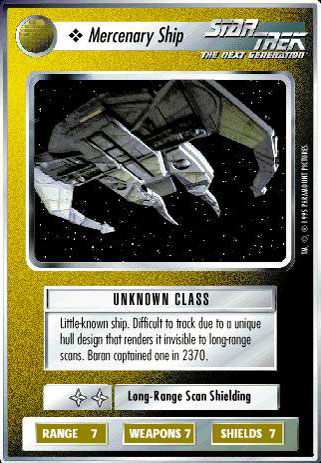 ❖ Mercenary Ship
STAR TREK
THE NEXT GENERATION
TM, ©, ® 1995 PARAMOUNT PICTURES
UNKNOWN CLASS
Little-known ship. Difficult to track due to a unique
hull design that renders it invisible to long-range
scans. Baran captained one in 2370.
Long-Range Scan Shielding
RANGE 7 WEAPONS 7 SHIELDS 7